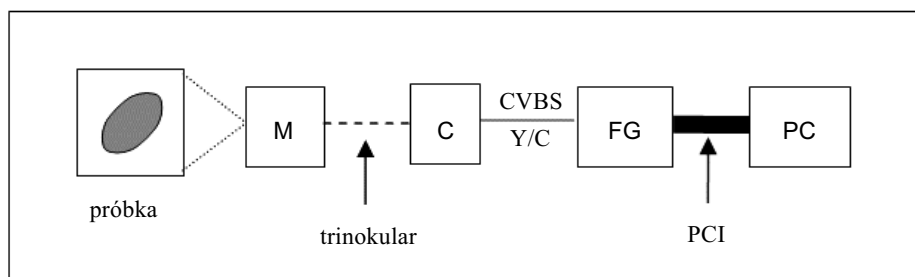 próbka
M
trinokular
C
CVBS
Y/C
FG
PCI
PC